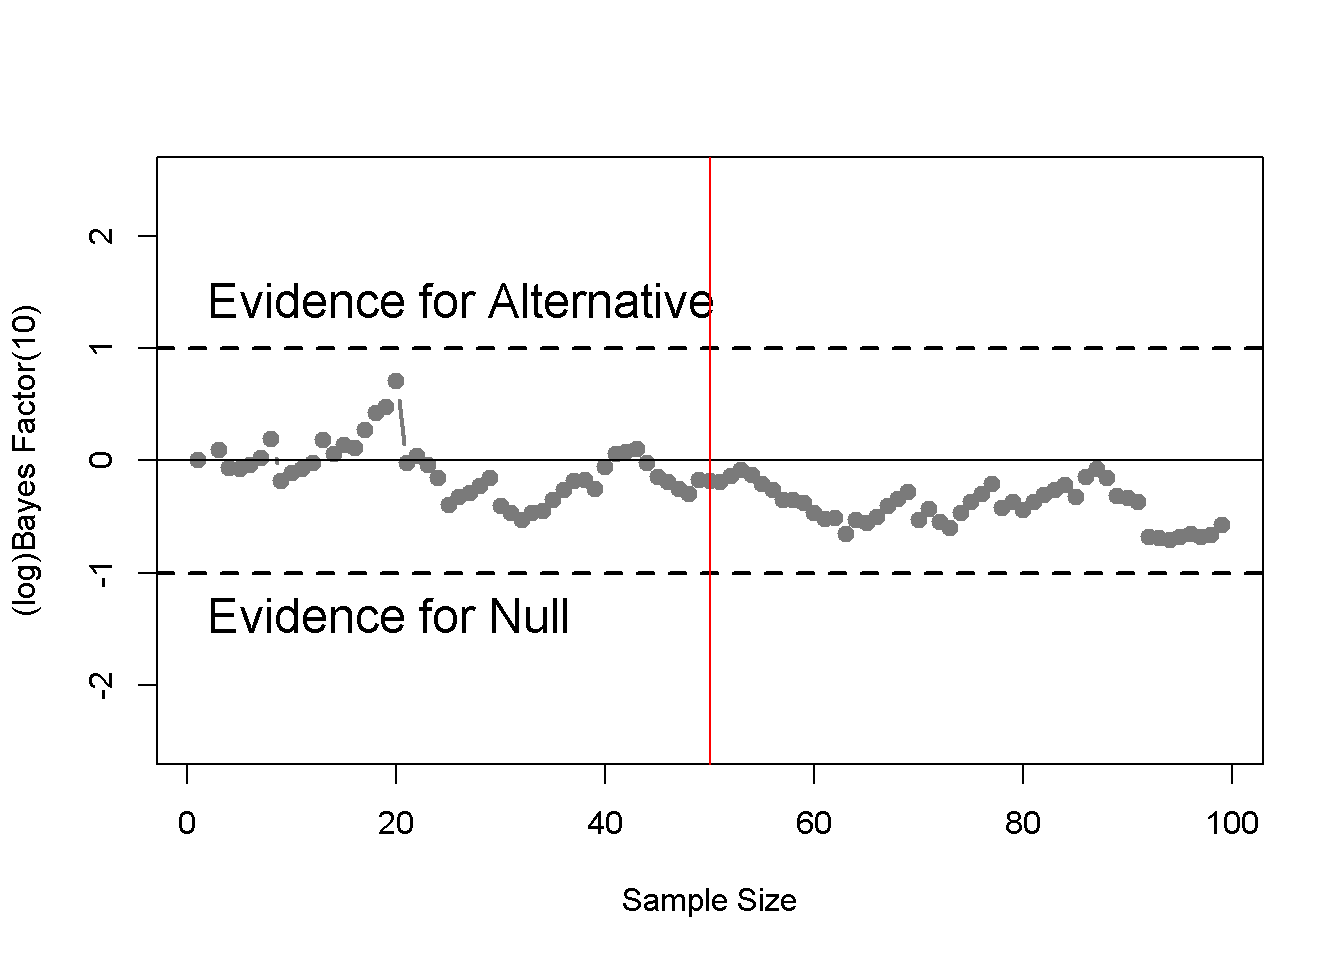 (log)Bayes Factor(10)
2
1
0
-1
-2
Evidence for Alternative
Evidence for Null
0 20 40 60 80 100
Sample Size